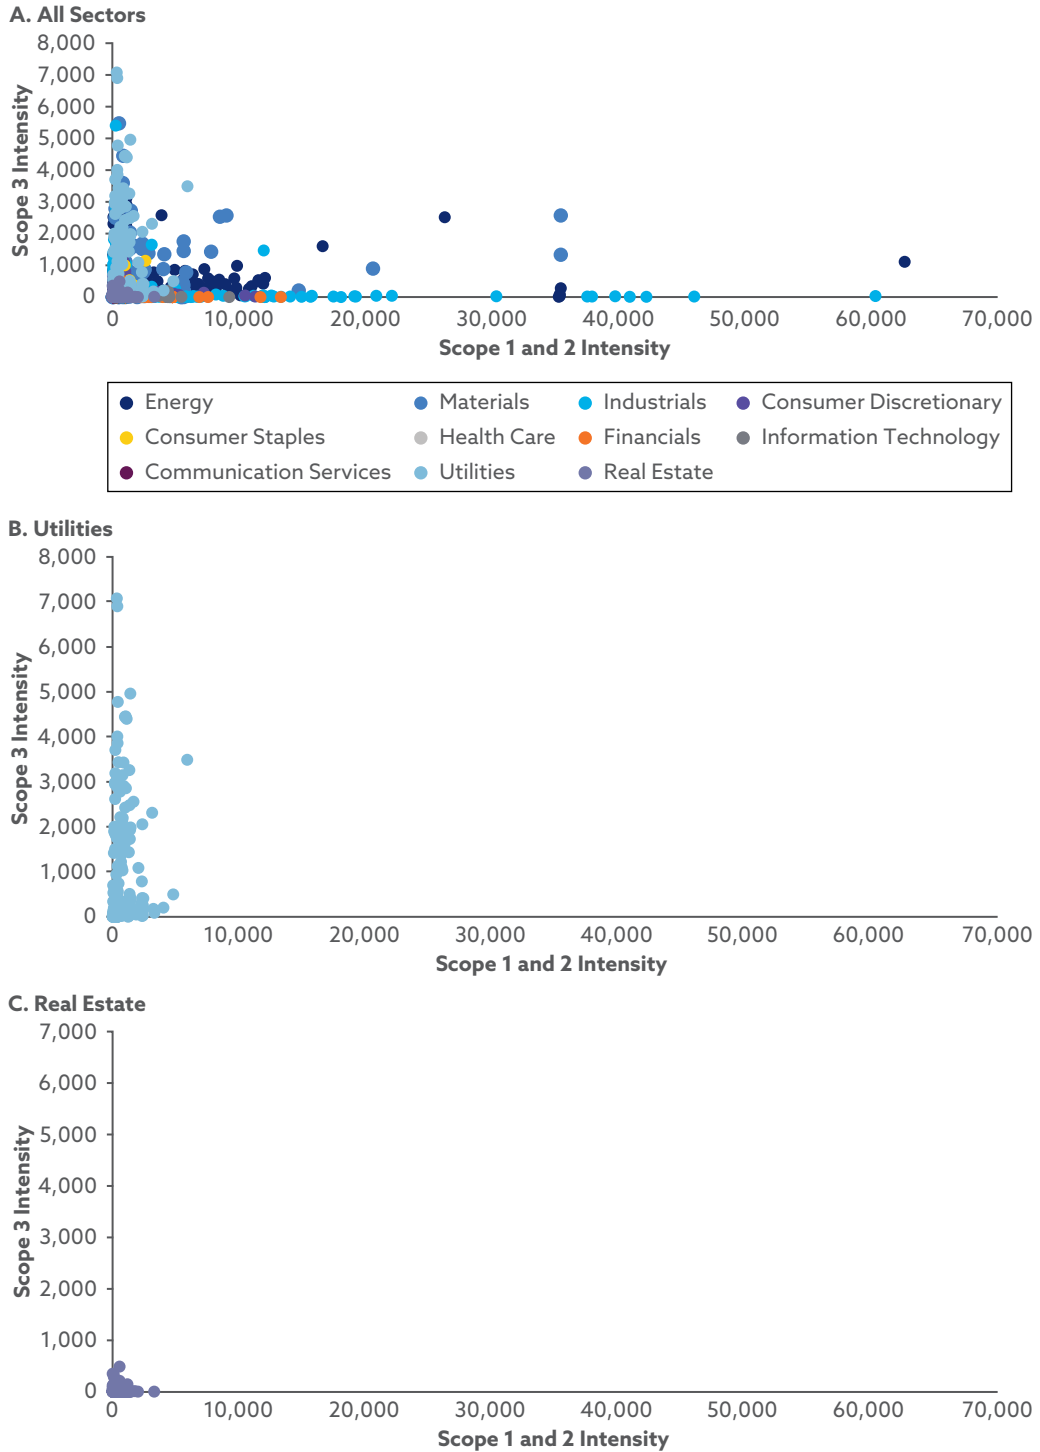 A. All Sectors
8,000
7,000
6,000
5,000
4,000
3,000
2,000
1,000
0
Scope 3 Intensity
0 10,000 20,000 30,000 40,000 50,000 60,000 70,000
Scope 1 and 2 Intensity
Energy Materials Industrials Consumer Discretionary
Consumer Staples Health Care Financials Information Technology
Communication Services Utilities Real Estate
B. Utilities
8,000
7,000
6,000
5,000
4,000
3,000
2,000
1,000
0
Scope 3 Intensity
0 10,000 20,000 30,000 40,000 50,000 60,000 70,000
Scope 1 and 2 Intensity
C. Real Estate
7,000
6,000
5,000
4,000
3,000
2,000
1,000
0
Scope 3 Intensity
0 10,000 20,000 30,000 40,000 50,000 60,000 70,000
Scope 1 and 2 Intensity